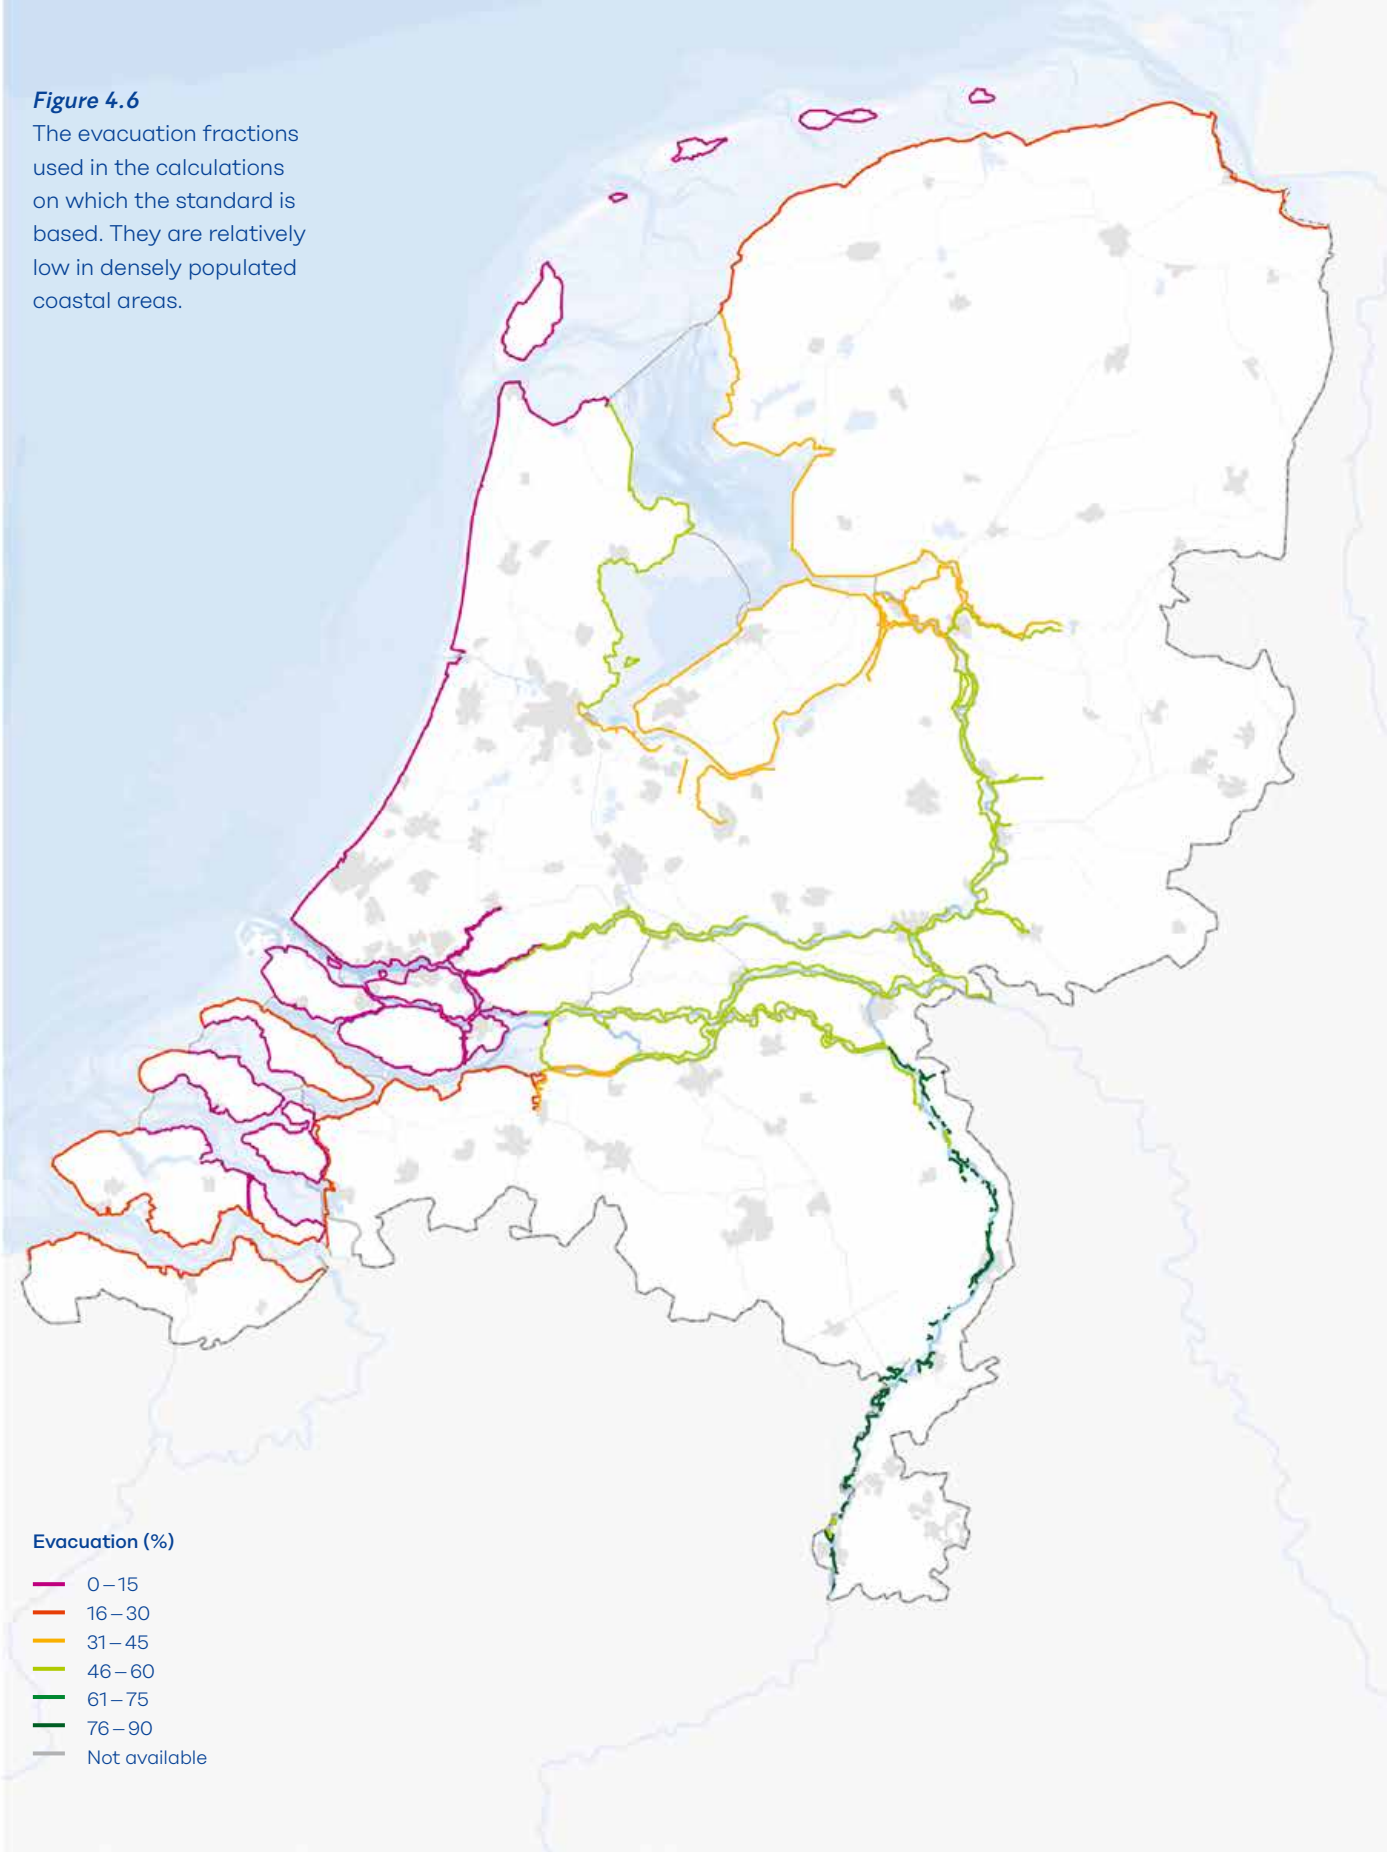 Figure 4.6
The evacuation fractions
used in the calculations
on which the standard is
based. They are relatively
low in densely populated
coastal areas.
Evacuation (%)
0–15
16–30
31–45
46–60
61–75
76–90
Not available